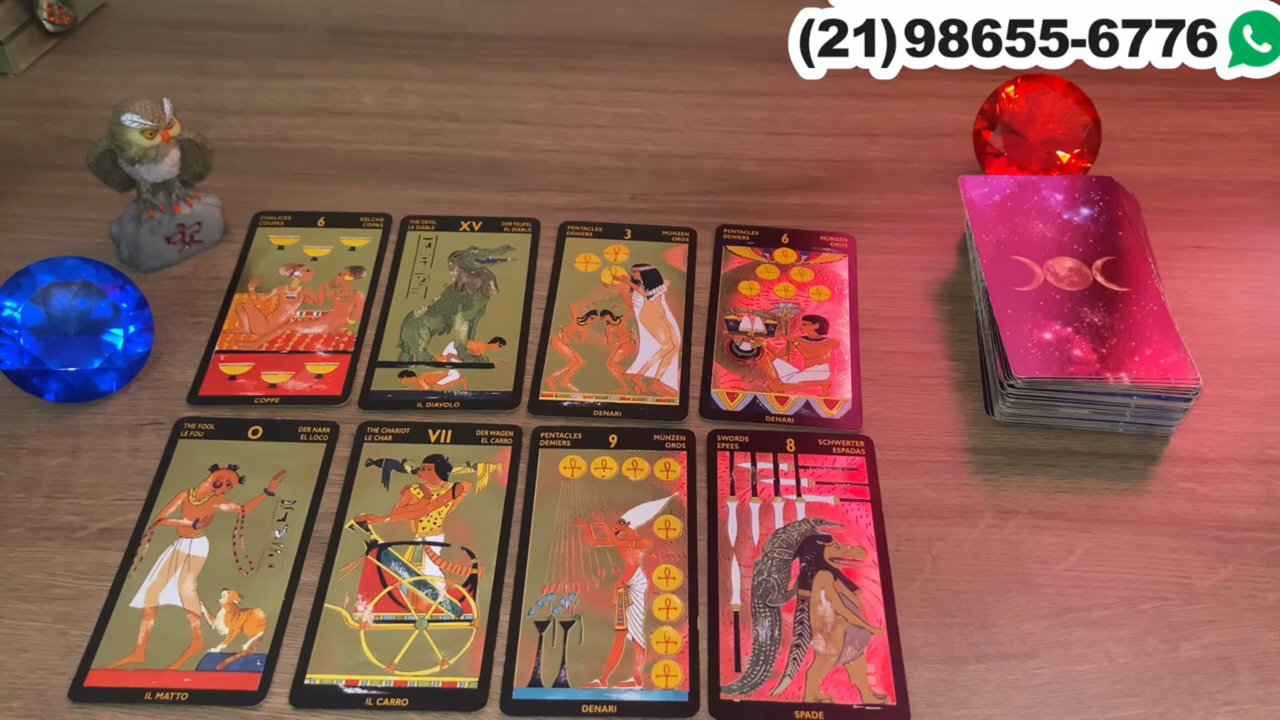 (21)98655-6776
CHALICES
COUPES
6
KELCHE
COPAS
COPPE
THE DEVIL
LE DIABLE
XV
DER TEUFEL
EL DIABLO
IL DIAVOLO
PENTACLES
DENIERS
3
MÜNZEN
OROS
DENARI
PENTACLES
DENIERS
6
MÜNZEN
OROS
DENARI
THE FOOL
LE FOU
0
DER NARR
EL LOCO
IL MATTO
THE CHARIOT
LE CHAR
VII
DER WAGEN
EL CARRO
IL CARRO
PENTACLES
DENIERS
9
MÜNZEN
OROS
DENARI
SWORDS
EPEES
8
SCHWERTER
ESPADAS
SPADE